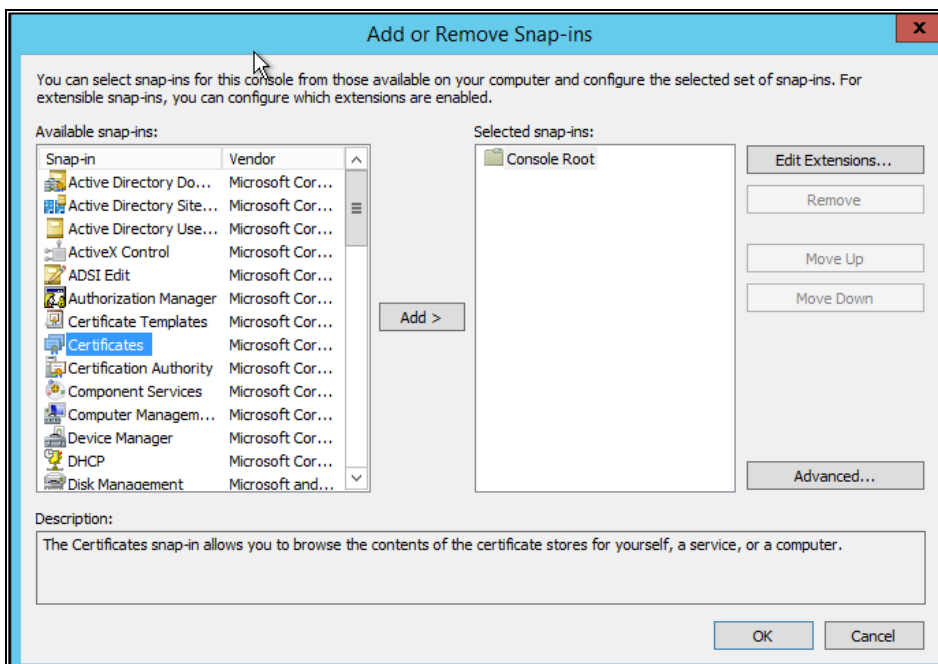 Add or Remove Snap-ins
x
You can select snap-ins for this console from those available on your computer and configure the selected set of snap-ins. For
extensible snap-ins, you can configure which extensions are enabled.
Available snap-ins:
Snap-in Vendor
Active Directory Do... Microsoft Cor...
Active Directory Site... Microsoft Cor...
Active Directory Use... Microsoft Cor...
ActiveX Control Microsoft Cor...
ADSI Edit Microsoft Cor...
Authorization Manager Microsoft Cor...
Certificate Templates Microsoft Cor...
Certificates Microsoft Cor...
Certification Authority Microsoft Cor...
Component Services Microsoft Cor...
Computer Managem... Microsoft Cor...
Device Manager Microsoft Cor...
DHCP Microsoft Cor...
Disk Management Microsoft and...
Add >
Selected snap-ins:
Console Root
Edit Extensions...
Remove
Move Up
Move Down
Advanced...
Description:
The Certificates snap-in allows you to browse the contents of the certificate stores for yourself, a service, or a computer.
OK
Cancel